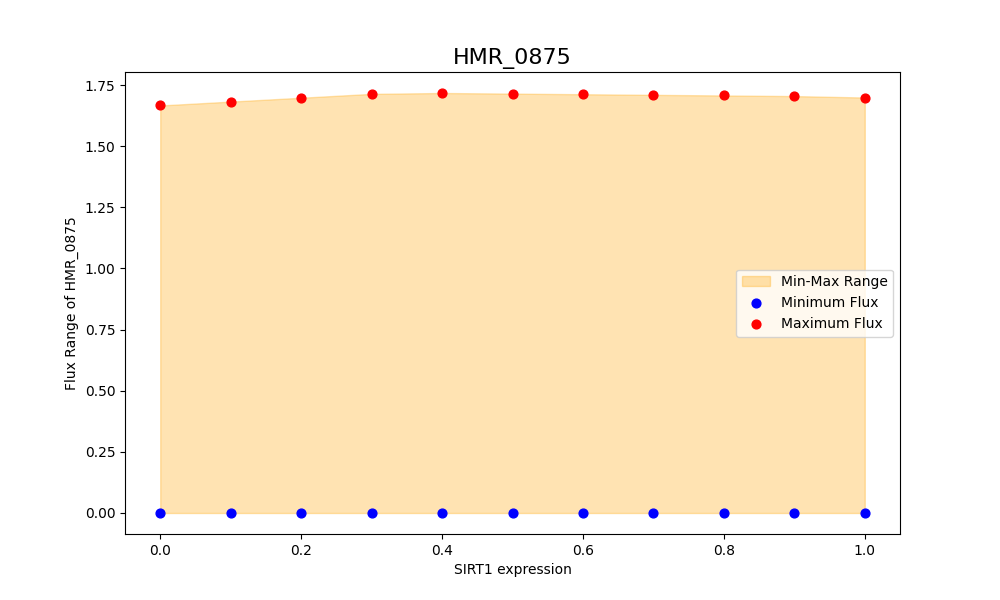 HMR_0875
1.75
1.50
1.25
1.00
0.75
0.50
0.25
0.00
Flux Range of HMR_0875
Min-Max Range
Minimum Flux
Maximum Flux
0.0 0.2 0.4 0.6 0.8 1.0
SIRT1 expression